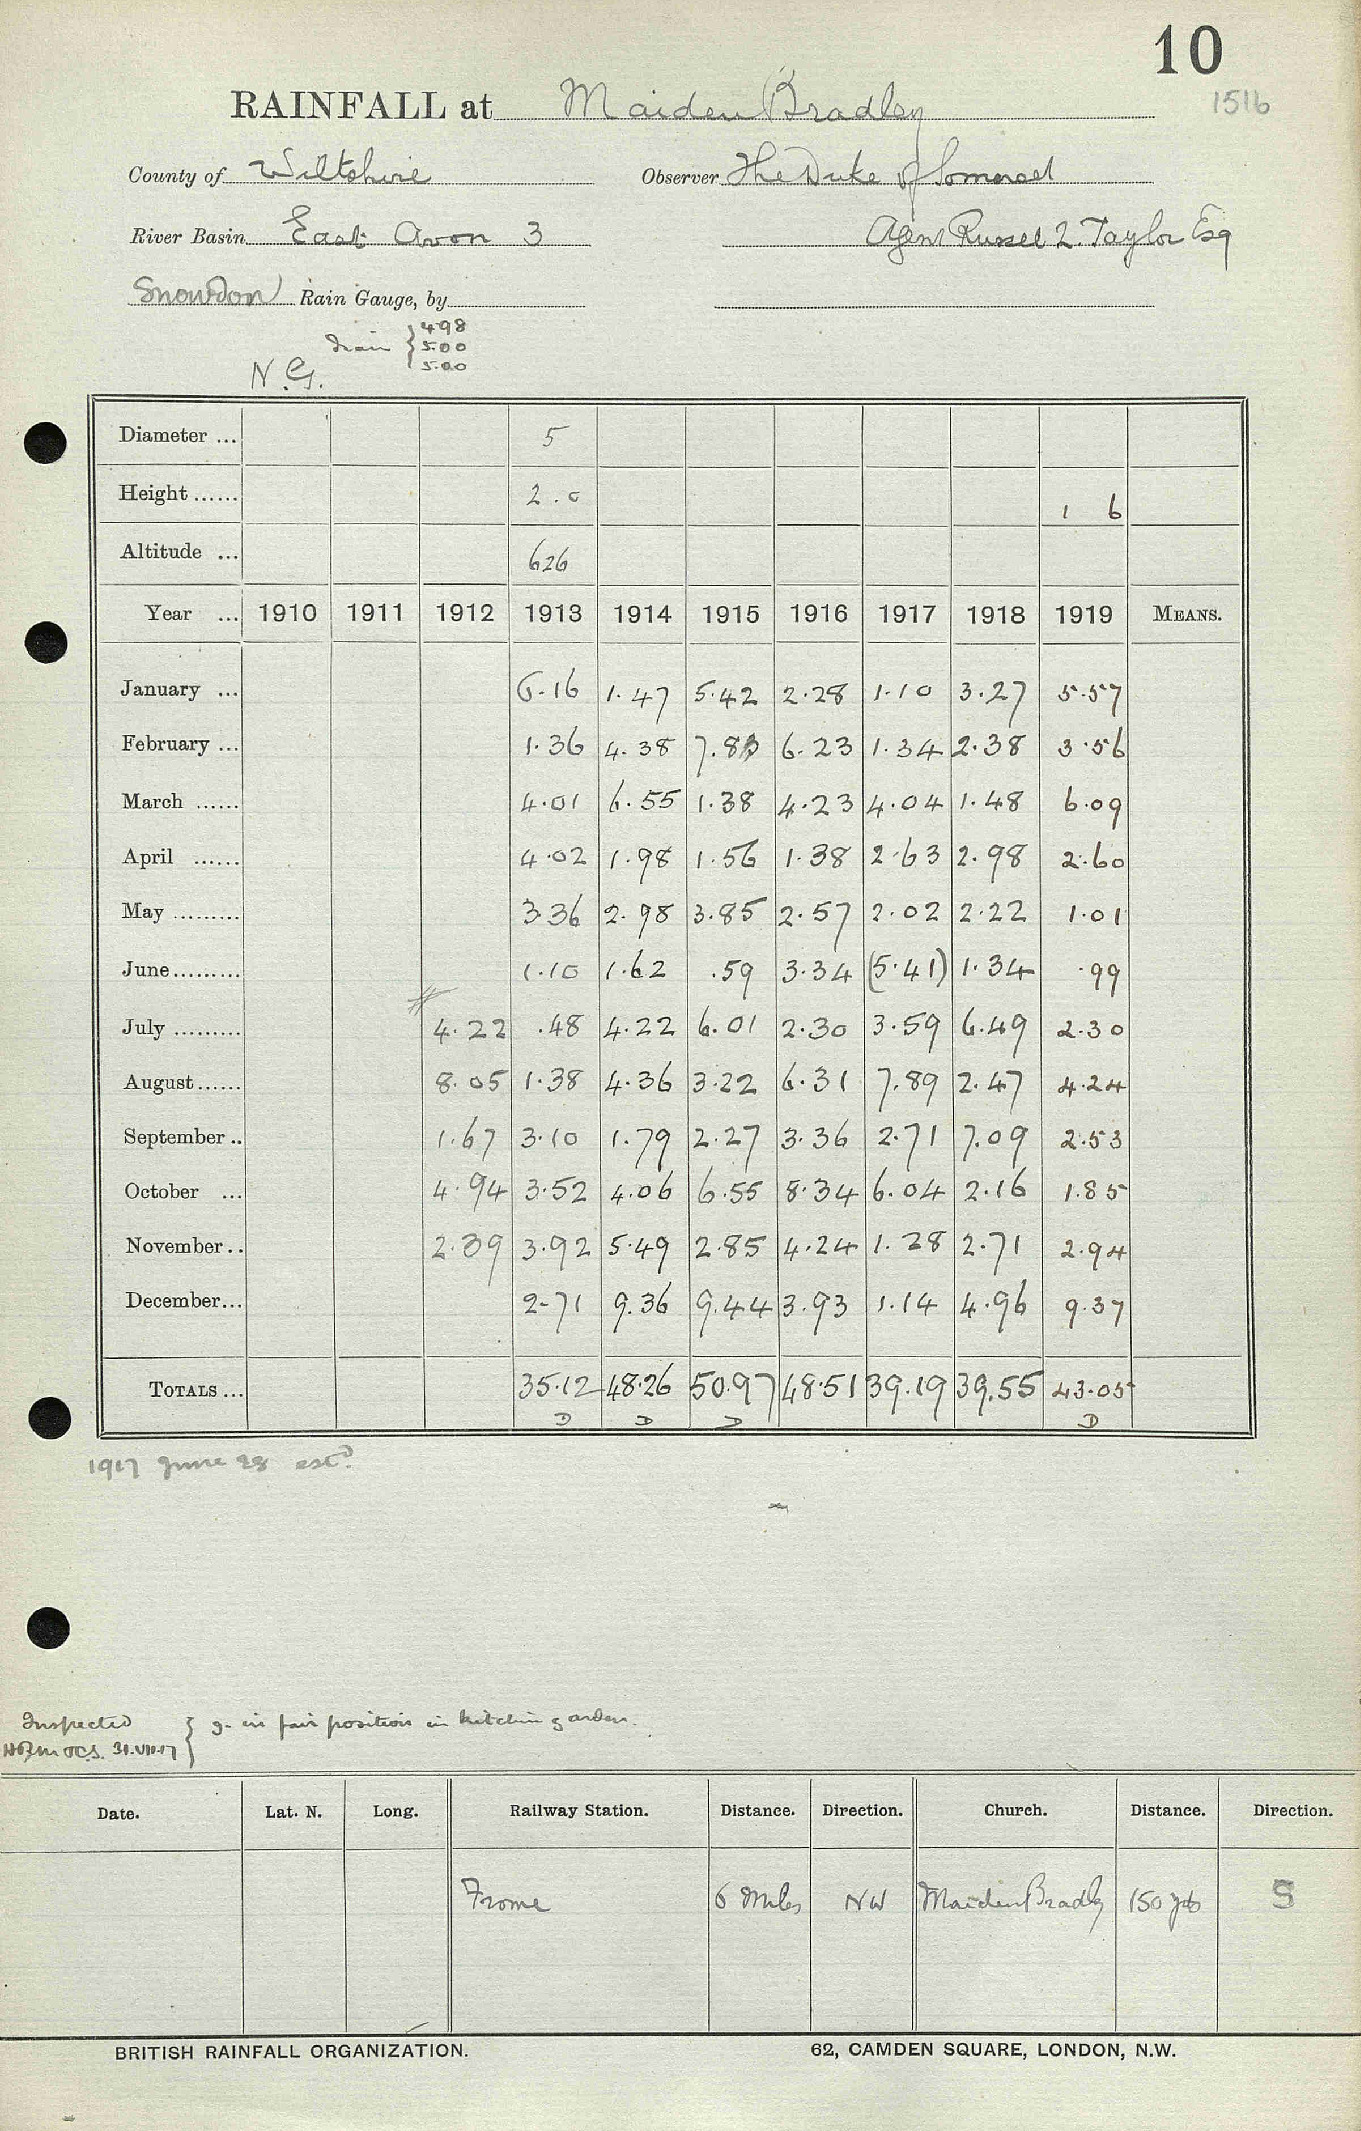 10
RAINFALL at Maiden Bradley 1516
County of Wiltshire Observer The Duke of Somerset
River Basin East Avon 3 Agent Russel L. Taylor Esq
Snowdon Rain Gauge, by
4.98
5.00
5.00
N.G.
Diameter ... 5
Height ...... 2.0 1 6
Altitude ... 626
Year ... 1910 1911 1912 1913 1914 1915 1916 1917 1918 1919 MEANS.
January ... 6.16 1.47 5.42 2.28 1.10 3.27 5.57
February ... 1.36 4.38 7.83 6.23 1.34 2.38 3.56
March ...... 4.01 6.55 1.38 4.23 4.04 1.48 6.09
April ...... 4.02 1.98 1.56 1.38 2.63 2.98 2.60
May ......... 3.36 2.98 3.85 2.57 2.02 2.22 1.01
June ......... 1.10 1.62 .59 3.34 (5.41) 1.34 .99
July ......... 4.22 .48 4.22 6.01 2.30 3.59 6.49 2.30
August ...... 8.05 1.38 4.36 3.22 6.31 7.89 2.47 4.24
September .. 1.67 3.10 1.79 2.27 3.36 2.71 7.09 2.53
October ... 4.94 3.52 4.06 6.55 8.34 6.04 2.16 1.85
November .. 2.39 3.92 5.49 2.85 4.24 1.28 2.71 2.94
December ... 2.71 9.36 9.44 3.93 1.14 4.96 9.37
TOTALS ... 35.12 48.26 50.97 48.51 39.19 39.55 43.05
D D D D
1917 June 28 estd.
Inspected } g. in fair position in kitchen garden.
31.VII.17
Date. Lat. N. Long. Railway Station. Distance. Direction. Church. Distance. Direction.
Frome 6 Miles NW Maiden Bradley 150 yds S
BRITISH RAINFALL ORGANIZATION. 62, CAMDEN SQUARE, LONDON, N.W.